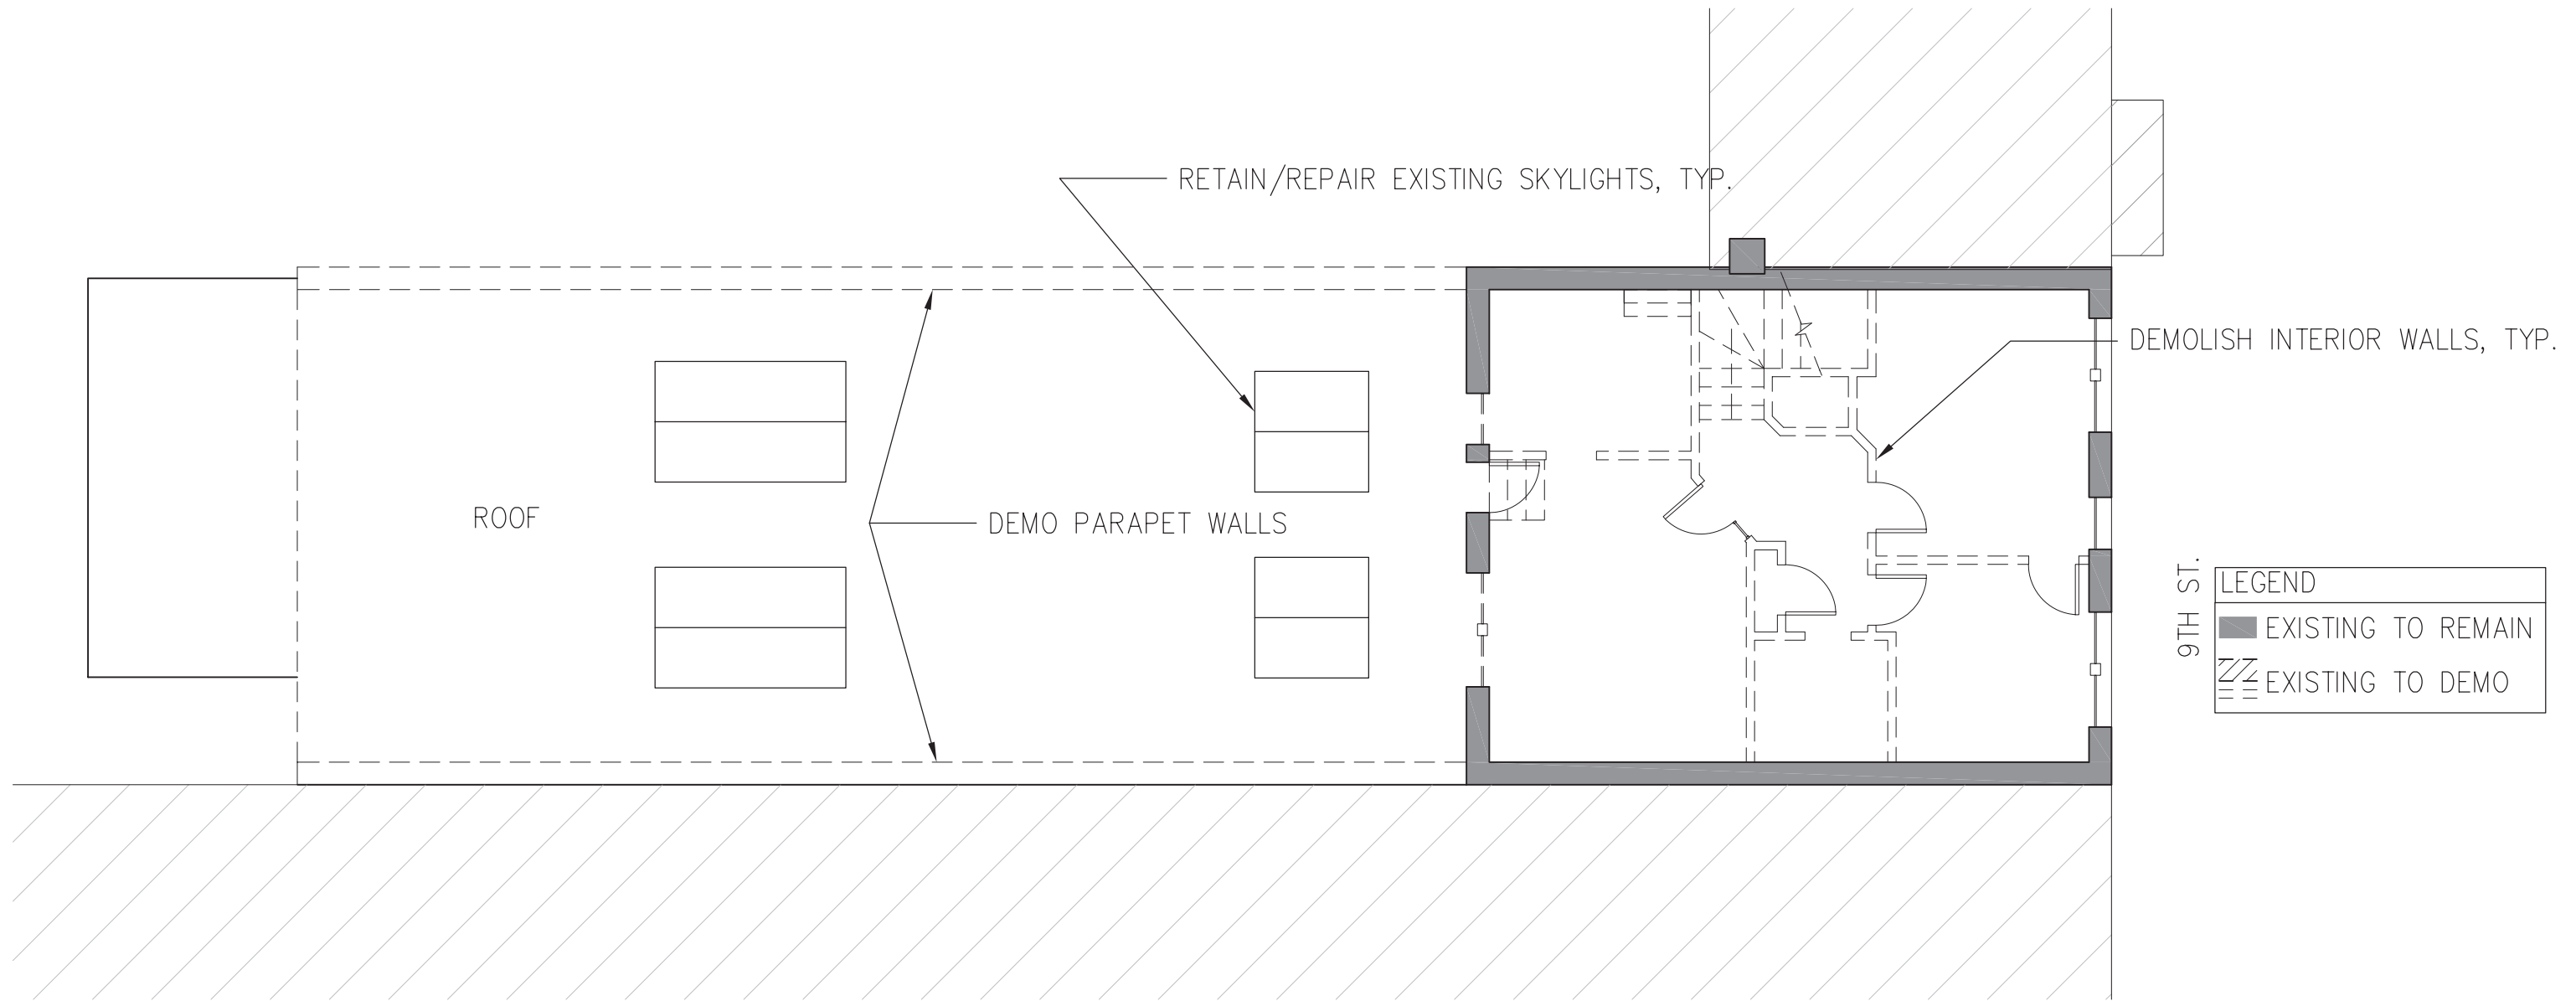 RETAIN/REPAIR EXISTING SKYLIGHTS, TYP.
DEMOLISH INTERIOR WALLS, TYP.
ROOF
DEMO PARAPET WALLS
9TH ST.
LEGEND
EXISTING TO REMAIN
EXISTING TO DEMO